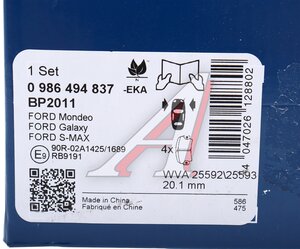 1 Set
0 986 494 837 -EKA
BP2011
FORD Mondeo
FORD Galaxy
FORD S-MAX
E9 90R-02A1425/1689
RB9191
4x
WVA 25592\25593
20.1 mm
Made in China
Fabriqué en Chine
586
475
4 047026 128802